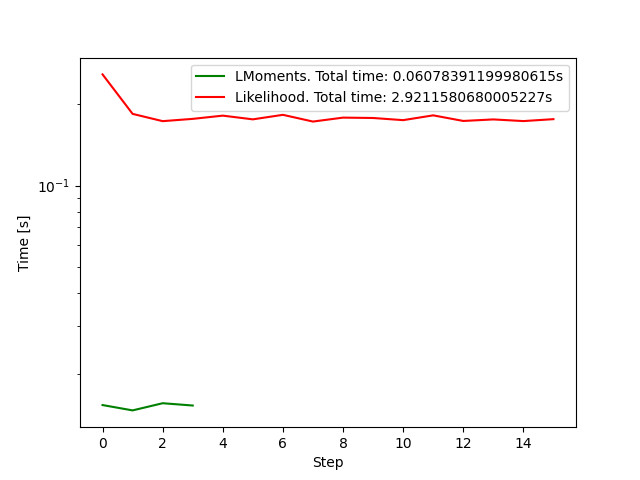 LMoments. Total time: 0.06078391199980615s
Likelihood. Total time: 2.9211580680005227s
10⁻¹
Time [s]
0 2 4 6 8 10 12 14
Step